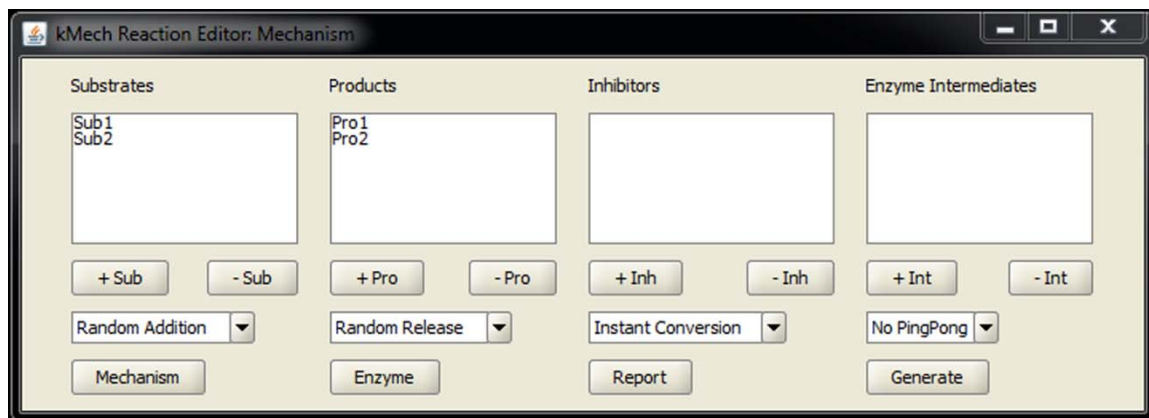 kMech Reaction Editor: Mechanism
Substrates Products Inhibitors Enzyme Intermediates
Sub1 Pro1
Sub2 Pro2
+ Sub - Sub + Pro - Pro + Inh - Inh + Int - Int
Random Addition Random Release Instant Conversion No PingPong
Mechanism Enzyme Report Generate